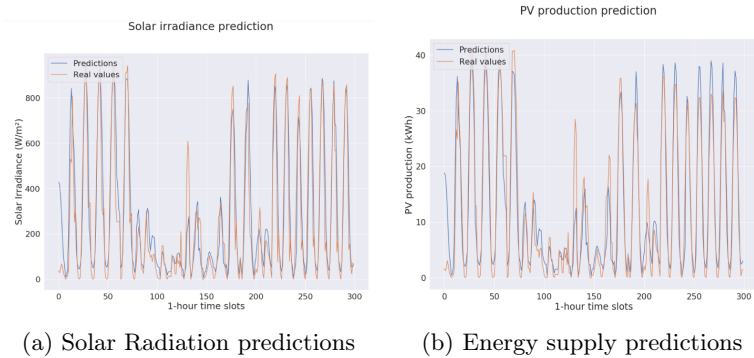 Solar irradiance prediction
Predictions
Real values
Solar irradiance (W/m²)
800
600
400
200
0
0 50 100 150 200 250 300
1-hour time slots
(a) Solar Radiation predictions
PV production prediction
Predictions
Real values
PV production (kWh)
40
30
20
10
0
0 50 100 150 200 250 300
1-hour time slots
(b) Energy supply predictions